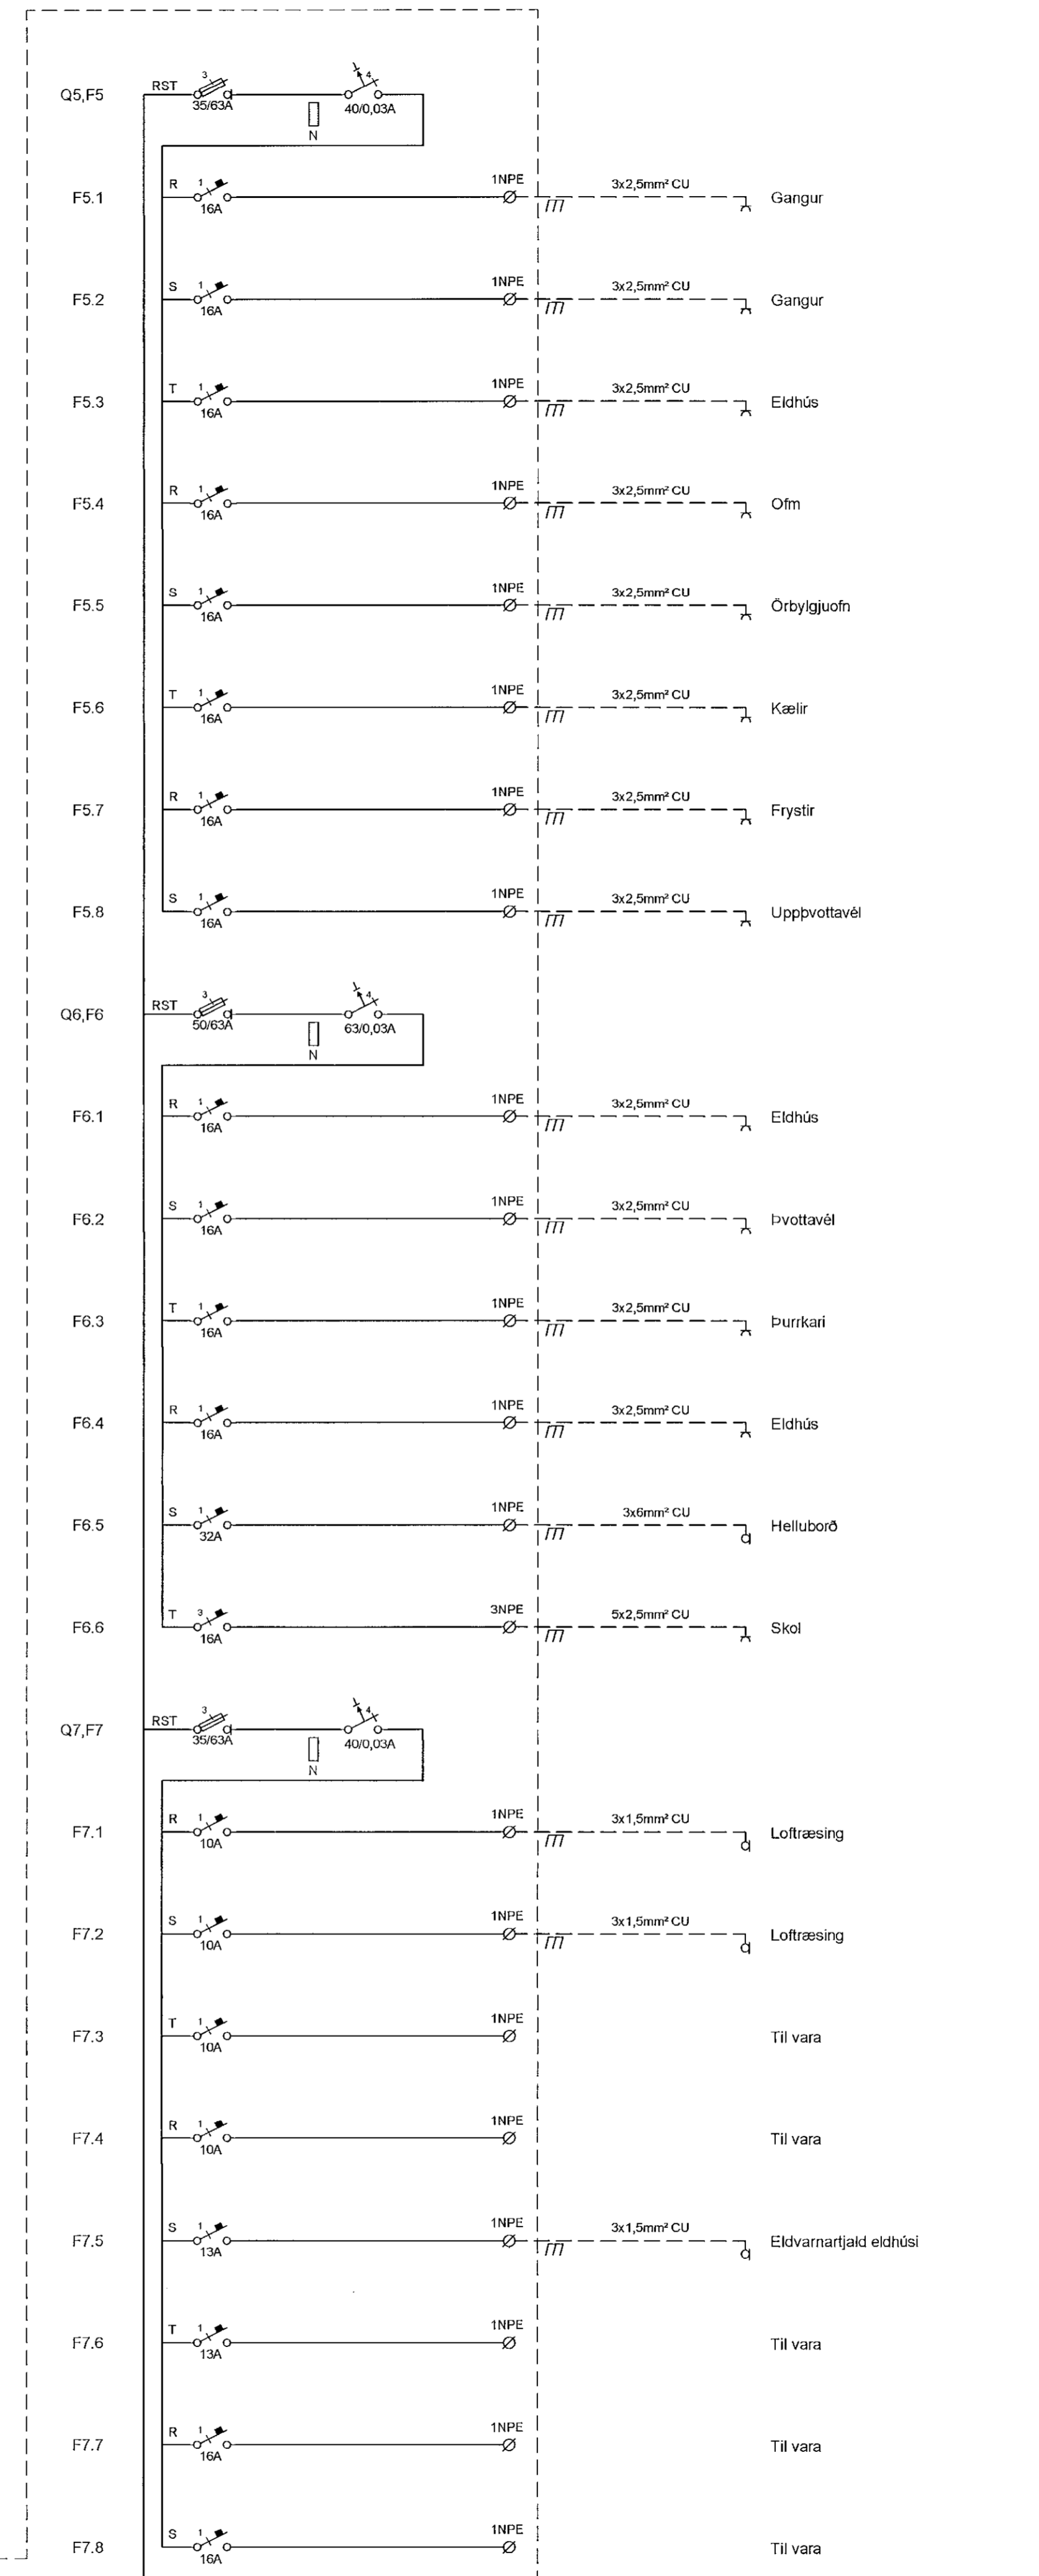 Q5,F5 RST 3 35/63A N 4 40/0,03A
F5.1 R 1 16A 1NPE 3x2,5mm² CU Gangur
F5.2 S 1 16A 1NPE 3x2,5mm² CU Gangur
F5.3 T 1 16A 1NPE 3x2,5mm² CU Eldhús
F5.4 R 1 16A 1NPE 3x2,5mm² CU Ofm
F5.5 S 1 16A 1NPE 3x2,5mm² CU Örbylgjuofn
F5.6 T 1 16A 1NPE 3x2,5mm² CU Kælir
F5.7 R 1 16A 1NPE 3x2,5mm² CU Frystir
F5.8 S 1 16A 1NPE 3x2,5mm² CU Uppþvottavél
Q6,F6 RST 3 50/63A N 4 63/0,03A
F6.1 R 1 16A 1NPE 3x2,5mm² CU Eldhús
F6.2 S 1 16A 1NPE 3x2,5mm² CU Þvottavél
F6.3 T 1 16A 1NPE 3x2,5mm² CU Þurrkari
F6.4 R 1 16A 1NPE 3x2,5mm² CU Eldhús
F6.5 S 1 32A 1NPE 3x6mm² CU Helluborð
F6.6 T 3 16A 3NPE 5x2,5mm² CU Skol
Q7,F7 RST 3 35/63A N 4 40/0,03A
F7.1 R 1 10A 1NPE 3x1,5mm² CU Loftræsing
F7.2 S 1 10A 1NPE 3x1,5mm² CU Loftræsing
F7.3 T 1 10A 1NPE Til vara
F7.4 R 1 10A 1NPE Til vara
F7.5 S 1 13A 1NPE 3x1,5mm² CU Eldvarnartjald eldhúsi
F7.6 T 1 13A 1NPE Til vara
F7.7 R 1 16A 1NPE Til vara
F7.8 S 1 16A 1NPE Til vara